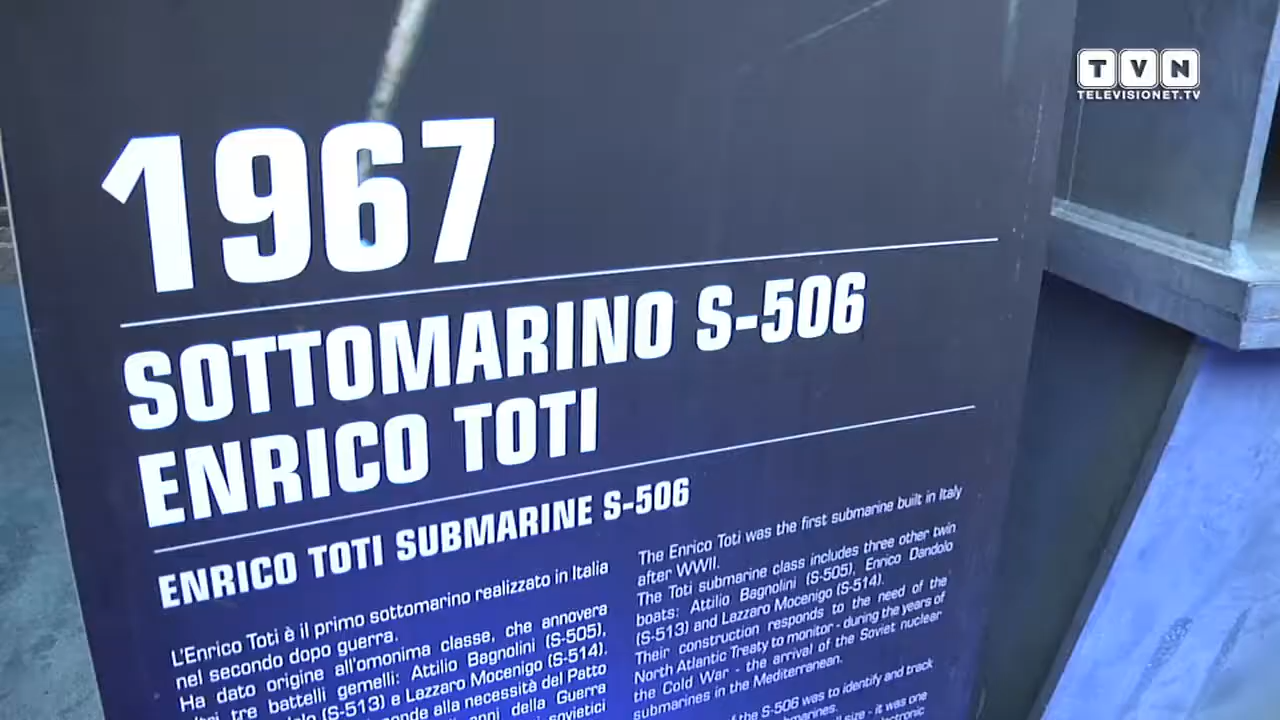 TVN
TELEVISIONET.TV
1967
SOTTOMARINO S-506
ENRICO TOTI
ENRICO TOTI SUBMARINE S-506
L'Enrico Toti è il primo sottomarino realizzato in Italia
nel secondo dopo guerra.
Ha dato origine all'omonima classe, che annovera
tre battelli gemelli: Attilio Bagnolini (S-505),
(S-513) e Lazzaro Mocenigo (S-514).
alla necessità del Patto
della Guerra
sovietici
The Enrico Toti was the first submarine built in Italy
after WWII.
The Toti submarine class includes three other twin
boats: Attilio Bagnolini (S-505), Enrico Dandolo
(S-513) and Lazzaro Mocenigo (S-514).
Their construction responds to the need of the
North Atlantic Treaty to monitor - during the years of
the Cold War - the arrival of the Soviet nuclear
submarines in the Mediterranean.
of the S-506 was to identify and track
size - it was one